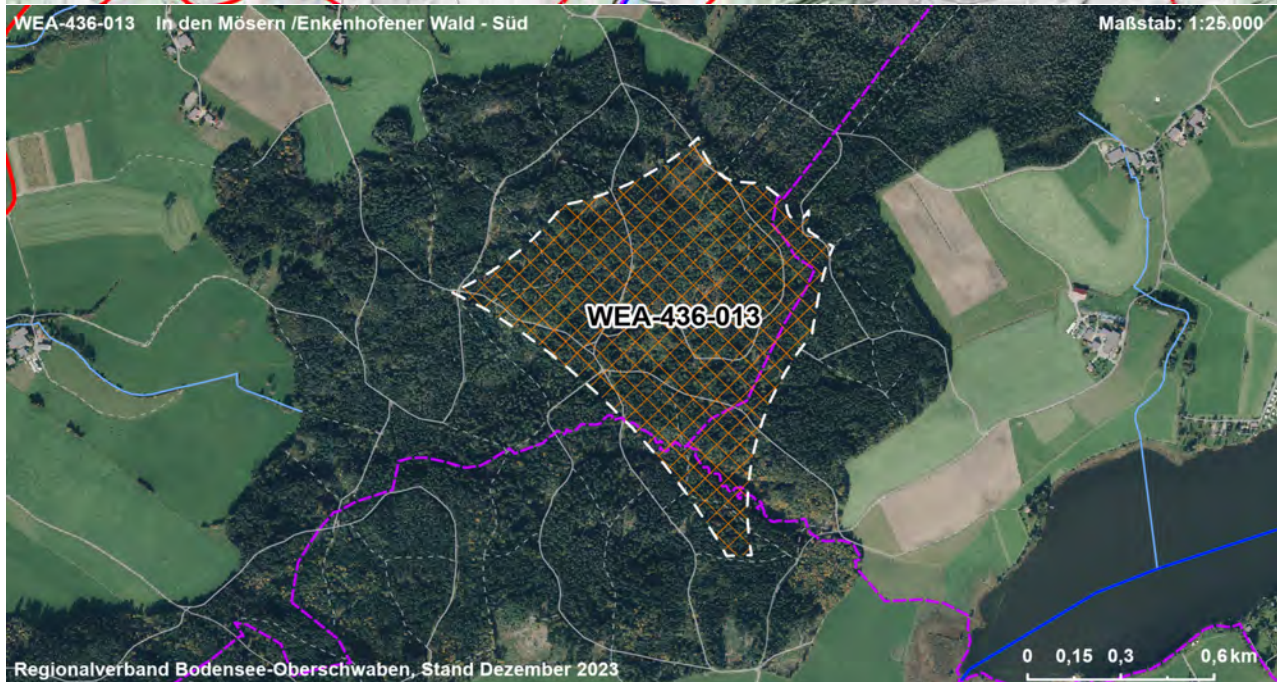 WEA-436-013 In den Mösern /Enkenhofener Wald - Süd
Maßstab: 1:25.000
WEA-436-013
Regionalverband Bodensee-Oberschwaben, Stand Dezember 2023
0 0,15 0,3 0,6 km